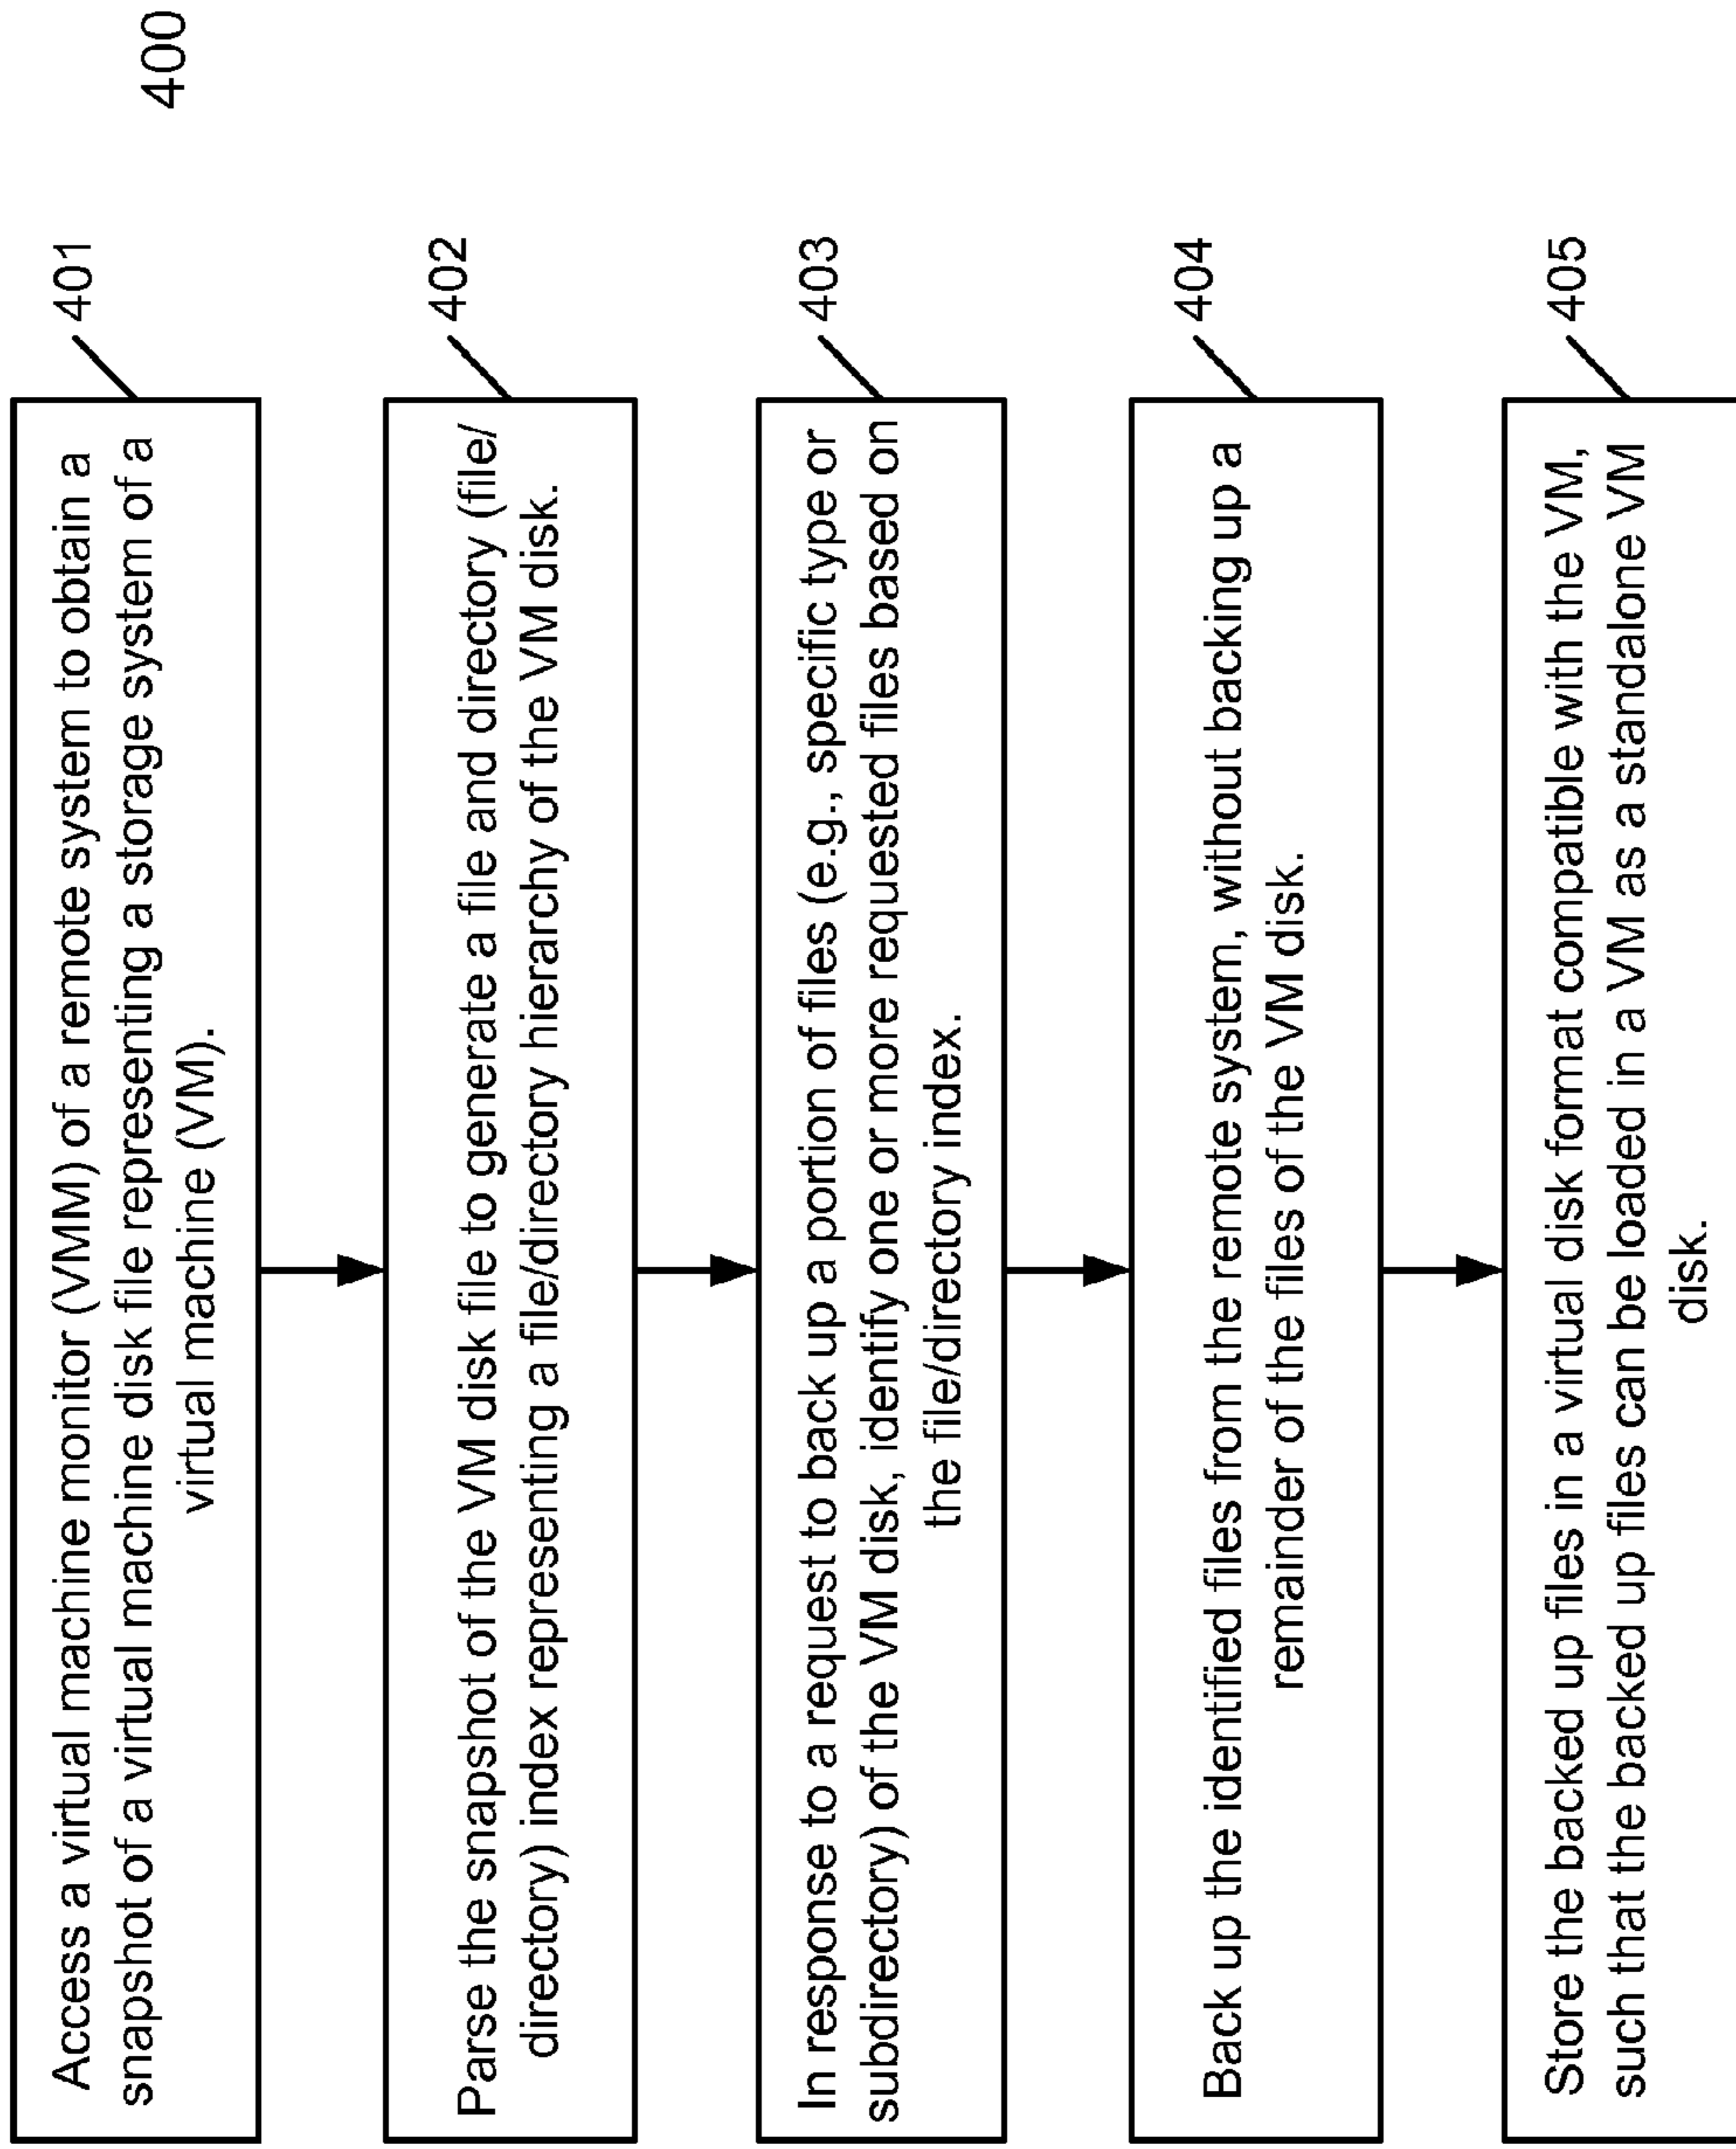 400
401
Access a virtual machine monitor (VMM) of a remote system to obtain a
snapshot of a virtual machine disk file representing a storage system of a
virtual machine (VM).
402
Parse the snapshot of the VM disk file to generate a file and directory (file/
directory) index representing a file/directory hierarchy of the VM disk.
403
In response to a request to back up a portion of files (e.g., specific type or
subdirectory) of the VM disk, identify one or more requested files based on
the file/directory index.
404
Back up the identified files from the remote system, without backing up a
remainder of the files of the VM disk.
405
Store the backed up files in a virtual disk format compatible with the VM,
such that the backed up files can be loaded in a VM as a standalone VM
disk.